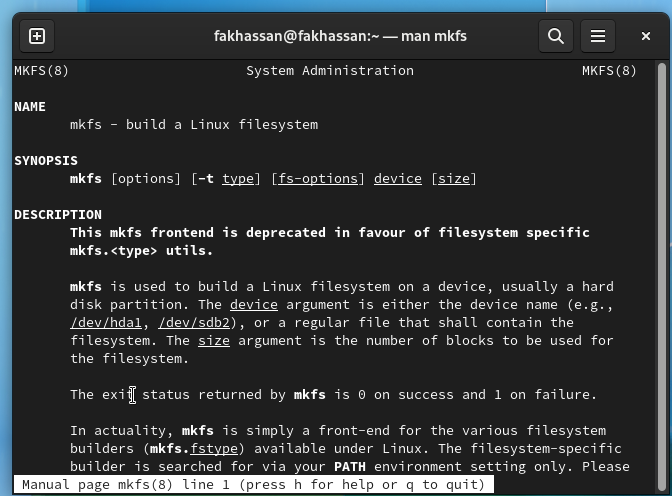 fakhassan@fakhassan:~ — man mkfs
MKFS(8) System Administration MKFS(8)
NAME
mkfs - build a Linux filesystem
SYNOPSIS
mkfs [options] [-t type] [fs-options] device [size]
DESCRIPTION
This mkfs frontend is deprecated in favour of filesystem specific
mkfs.<type> utils.
mkfs is used to build a Linux filesystem on a device, usually a hard
disk partition. The device argument is either the device name (e.g.,
/dev/hda1, /dev/sdb2), or a regular file that shall contain the
filesystem. The size argument is the number of blocks to be used for
the filesystem.
The exit status returned by mkfs is 0 on success and 1 on failure.
In actuality, mkfs is simply a front-end for the various filesystem
builders (mkfs.fstype) available under Linux. The filesystem-specific
builder is searched for via your PATH environment setting only. Please
Manual page mkfs(8) line 1 (press h for help or q to quit)